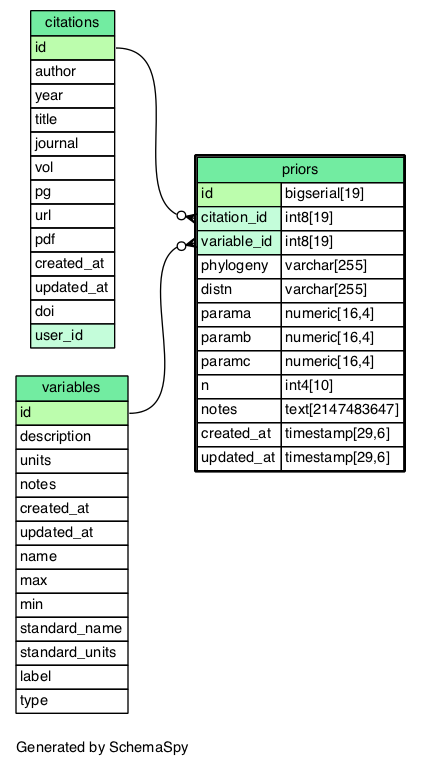 citations
id
author
year
title
journal
vol
pg
url
pdf
created_at
updated_at
doi
user_id
priors
id bigserial[19]
citation_id int8[19]
variable_id int8[19]
phylogeny varchar[255]
distn varchar[255]
parama numeric[16,4]
paramb numeric[16,4]
paramc numeric[16,4]
n int4[10]
notes text[2147483647]
created_at timestamp[29,6]
updated_at timestamp[29,6]
variables
id
description
units
notes
created_at
updated_at
name
max
min
standard_name
standard_units
label
type
Generated by SchemaSpy